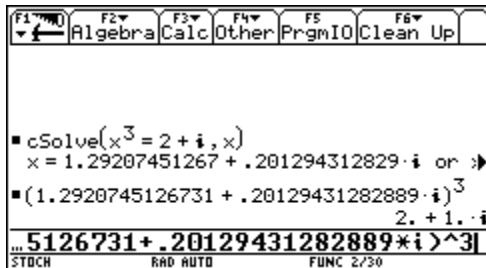 F1 F2 F3 F4 F5 F6
Algebra Calc Other PrgmIO Clean Up
▪ cSolve(x³ = 2 + i, x)
x = 1.29207451267 + .201294312829·i or x▶
▪ (1.2920745126731 + .20129431282889·i)³
2. + 1.·i
…5126731+.20129431282889*i)^3
STOCH RAD AUTO FUNC 2/30